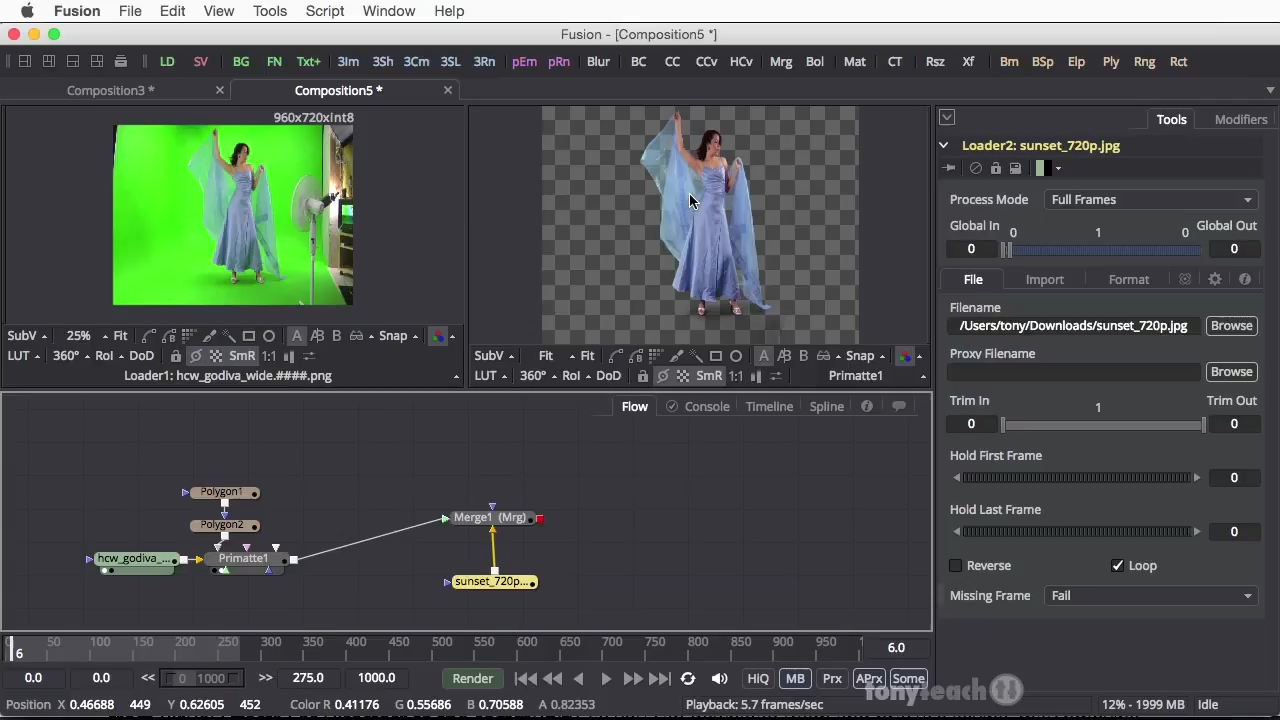 Fusion File Edit View Tools Script Window Help
Fusion - [Composition5 *]
LD SV BG FN Txt+ 3Im 3Sh 3Cm 3SL 3Rn pEm pRn Blur BC CC CCv HCv Mrg Bol Mat CT Rsz Xf Bm BSp Elp Ply Rng Rct
Composition3 * Composition5 *
960x720xint8
Tools Modifiers
Loader2: sunset_720p.jpg
Process Mode Full Frames
Global In 0 1 0 Global Out
0 0
File Import Format
Filename
/Users/tony/Downloads/sunset_720p.jpg Browse
Proxy Filename
Browse
Trim In 1 Trim Out
0 0
Hold First Frame
0
Hold Last Frame
0
Reverse Loop
Missing Frame Fail
SubV 25% Fit A B Snap
LUT 360° RoI DoD SmR 1:1
Loader1: hcw_godiva_wide.####.png
SubV Fit Fit A B Snap
LUT 360° RoI DoD SmR 1:1 Primatte1
Flow Console Timeline Spline
Polygon1
Polygon2
hcw_godiva_... Primatte1
Merge1 (Mrg)
sunset_720p...
50 100 150 200 250 300 350 400 450 500 550 600 650 700 750 800 850 900 950
6 6.0
0.0 0.0 << 0 1000 >> 275.0 1000.0 Render HiQ MB Prx APrx Some
tonyteach
Position X 0.46688 449 Y 0.62605 452 Color R 0.41176 G 0.55686 B 0.70588 A 0.82353 Playback: 5.7 frames/sec 12% - 1999 MB Idle